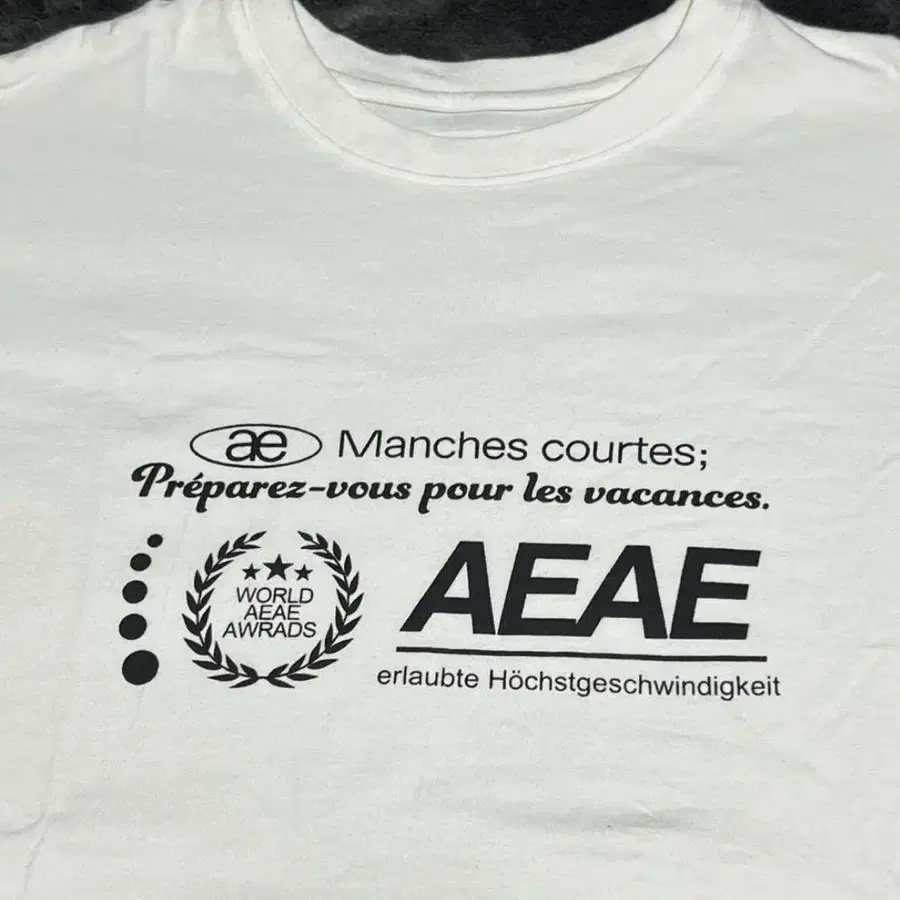 ae Manches courtes;
Préparez-vous pour les vacances.
WORLD
AEAE
AWRADS
AEAE
erlaubte Höchstgeschwindigkeit